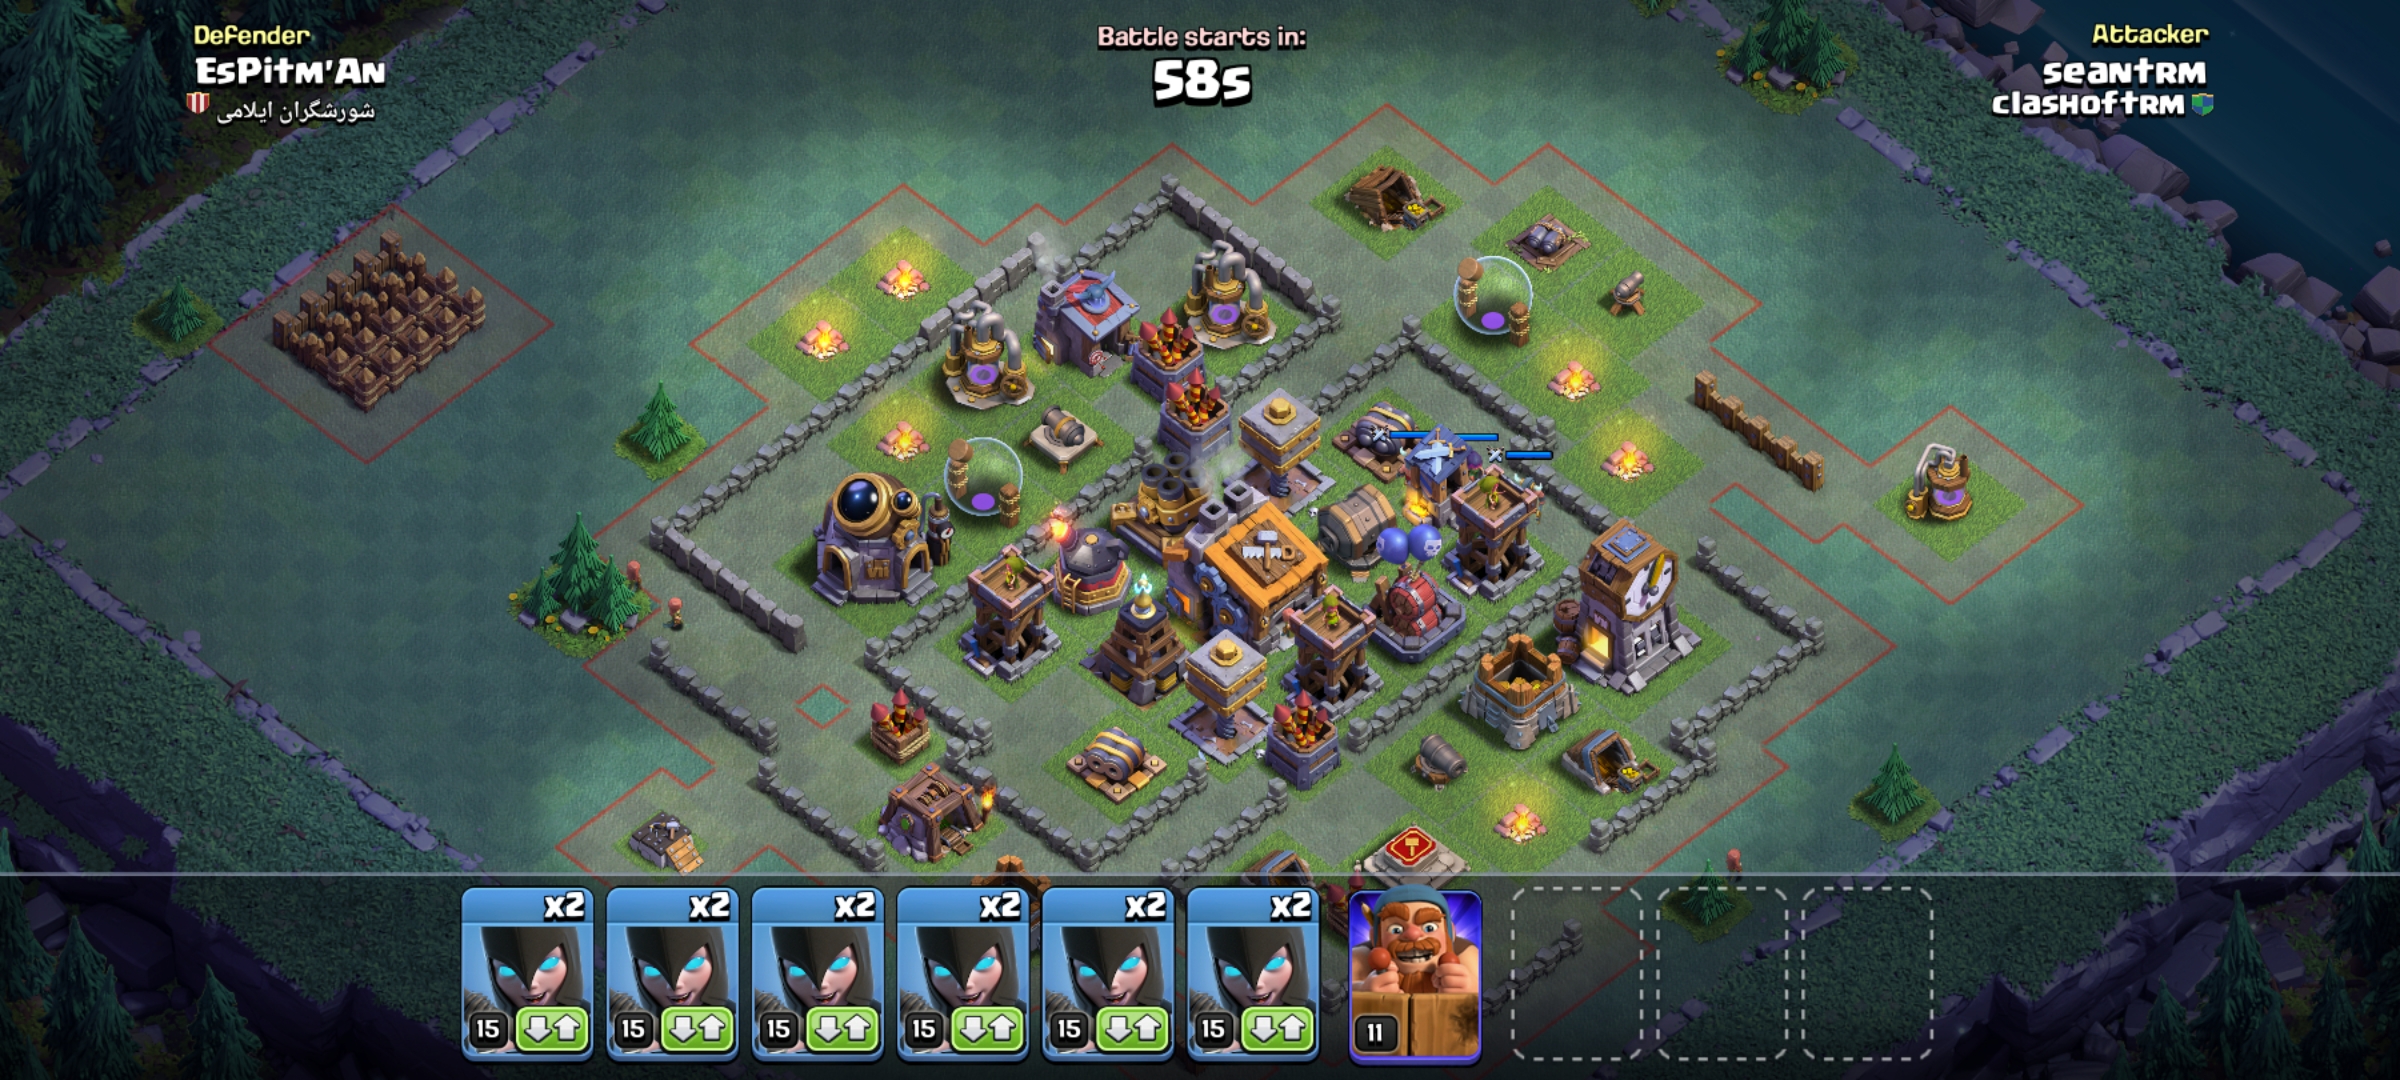 Defender
EsPitm'An
شورشگران ایلامی
Battle starts in:
58s
Attacker
seantRM
clashoftRM
x2 x2 x2 x2 x2 x2
15 15 15 15 15 15 11